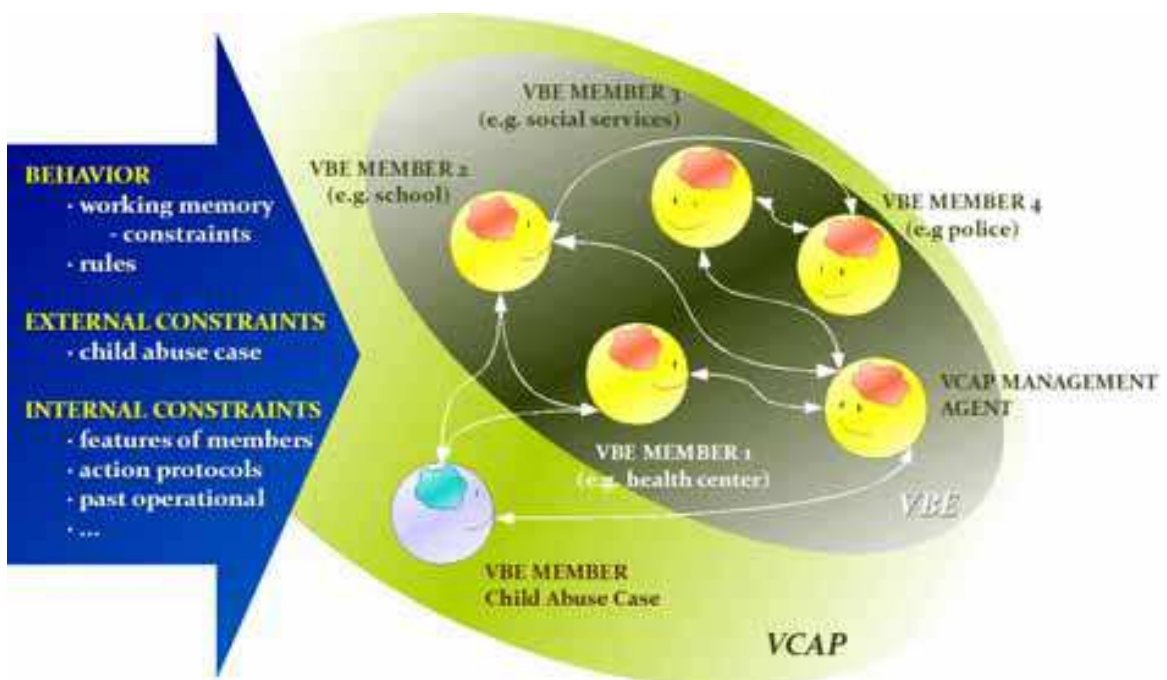 BEHAVIOR
· working memory
- constraints
· rules
EXTERNAL CONSTRAINTS
· child abuse case
INTERNAL CONSTRAINTS
· features of members
· action protocols
· past operational
· ...
VBE MEMBER 3
(e.g. social services)
VBE MEMBER 2
(e.g. school)
VBE MEMBER 4
(e.g police)
VCAP MANAGEMENT
AGENT
VBE MEMBER 1
(e.g. health center)
VBE
VBE MEMBER
Child Abuse Case
VCAP